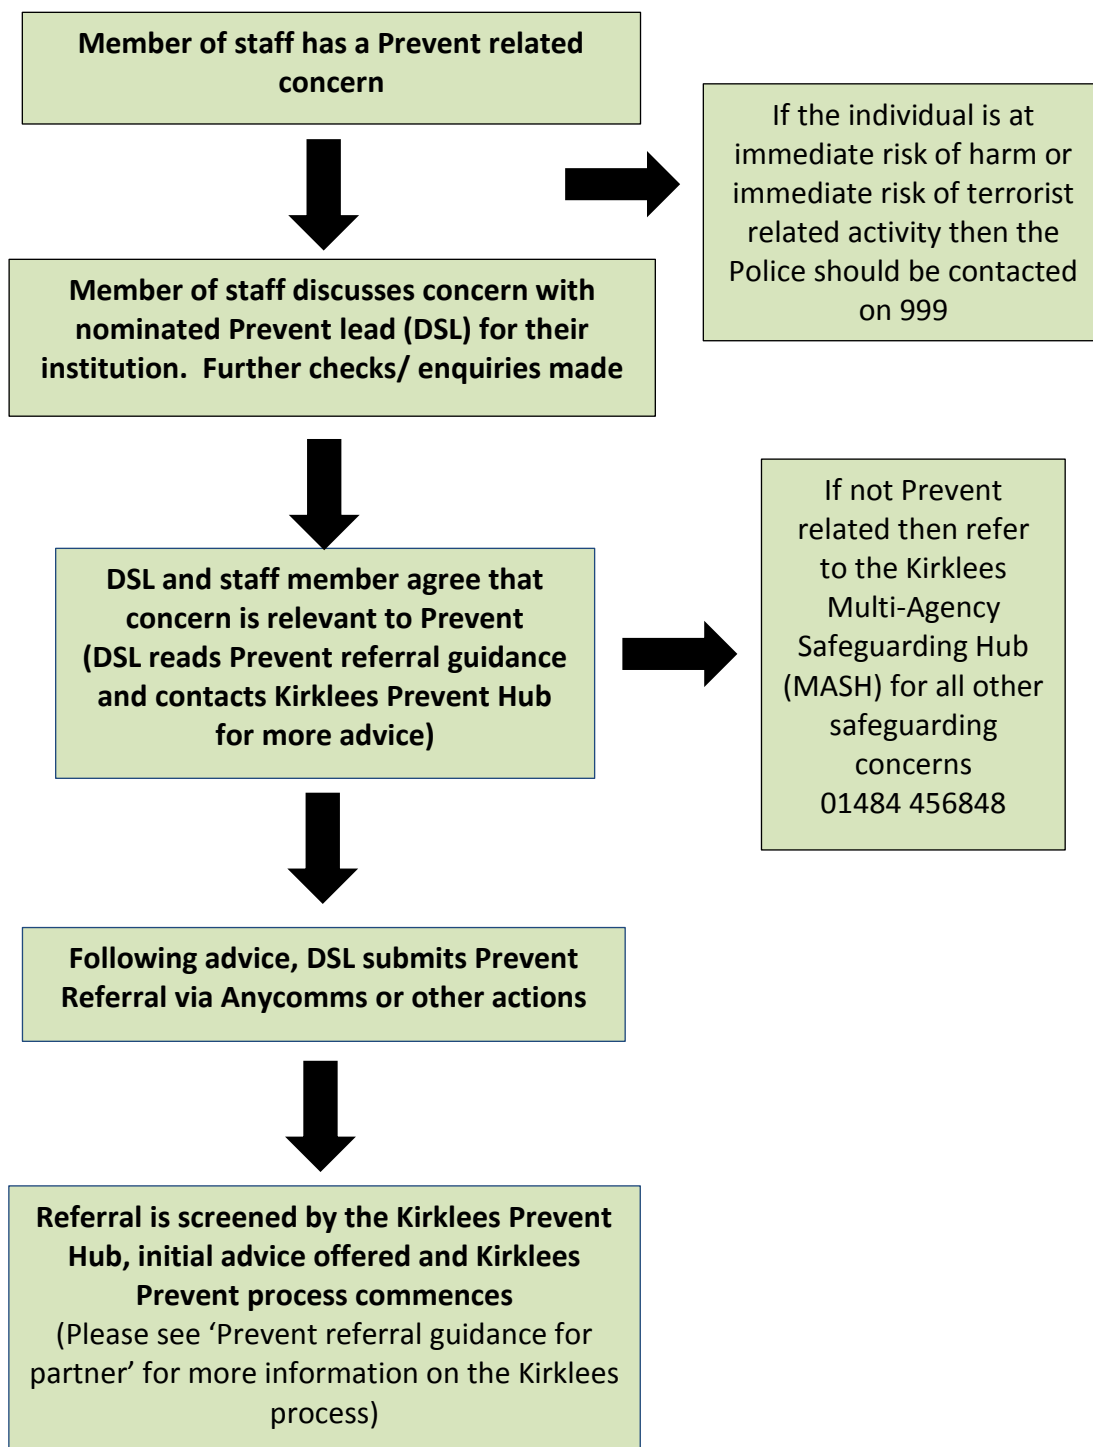 Member of staff has a Prevent related
concern
If the individual is at
immediate risk of harm or
immediate risk of terrorist
related activity then the
Police should be contacted
on 999
Member of staff discusses concern with
nominated Prevent lead (DSL) for their
institution.  Further checks/ enquiries made
If not Prevent
related then refer
to the Kirklees
Multi-Agency
Safeguarding Hub
(MASH) for all other
safeguarding
concerns
01484 456848
DSL and staff member agree that
concern is relevant to Prevent
(DSL reads Prevent referral guidance
and contacts Kirklees Prevent Hub
for more advice)
Following advice, DSL submits Prevent
Referral via Anycomms or other actions
Referral is screened by the Kirklees Prevent
Hub, initial advice offered and Kirklees
Prevent process commences
(Please see ‘Prevent referral guidance for
partner’ for more information on the Kirklees
process)